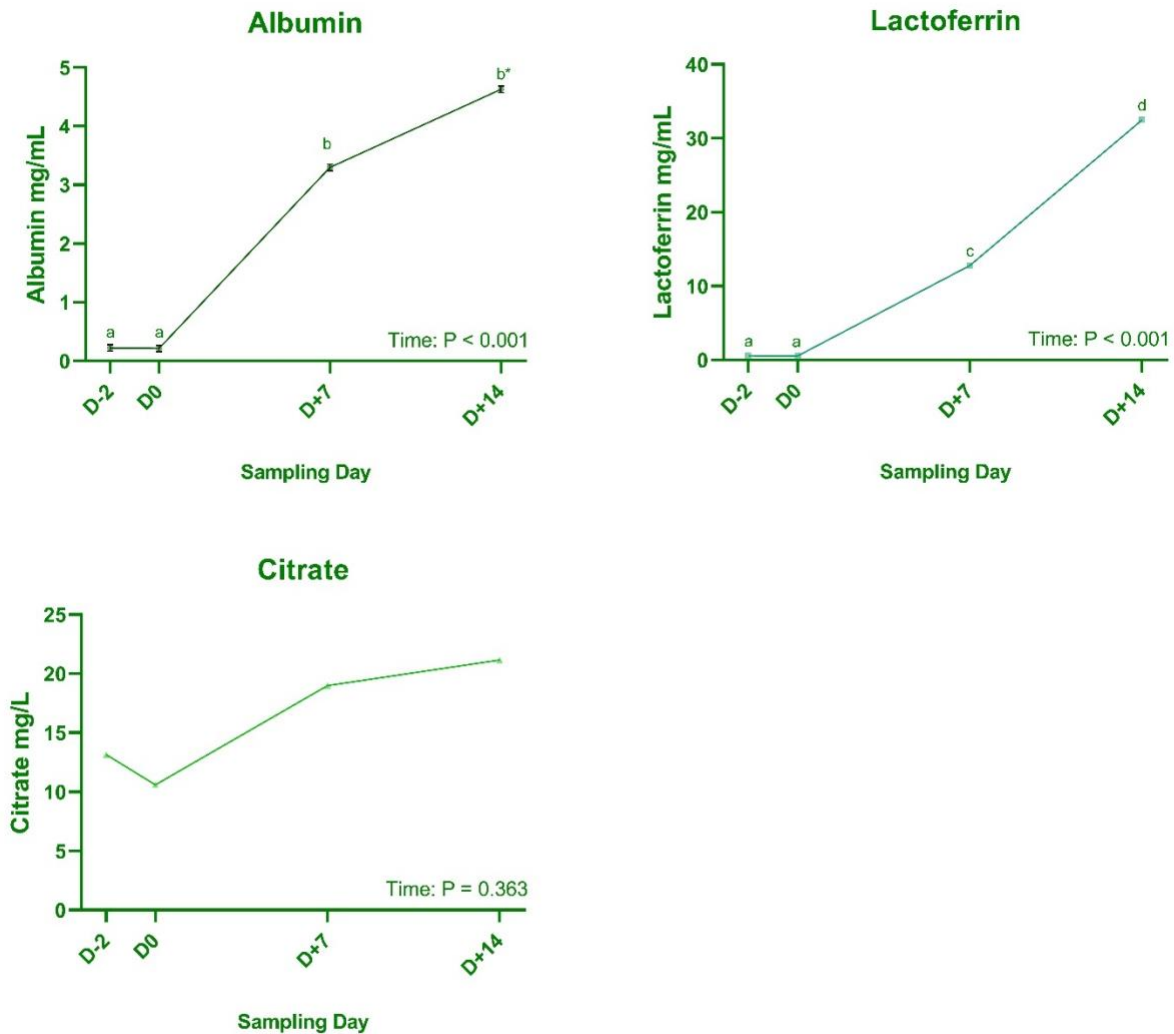 Albumin
Albumin mg/mL
5
4
3
2
1
0
a
a
b
b*
Time: P < 0.001
D-2
D0
D+7
D+14
Sampling Day
Lactoferrin
Lactoferrin mg/mL
40
30
20
10
0
a
a
c
d
Time: P < 0.001
D-2
D0
D+7
D+14
Sampling Day
Citrate
Citrate mg/L
25
20
15
10
5
0
Time: P = 0.363
D-2
D0
D+7
D+14
Sampling Day